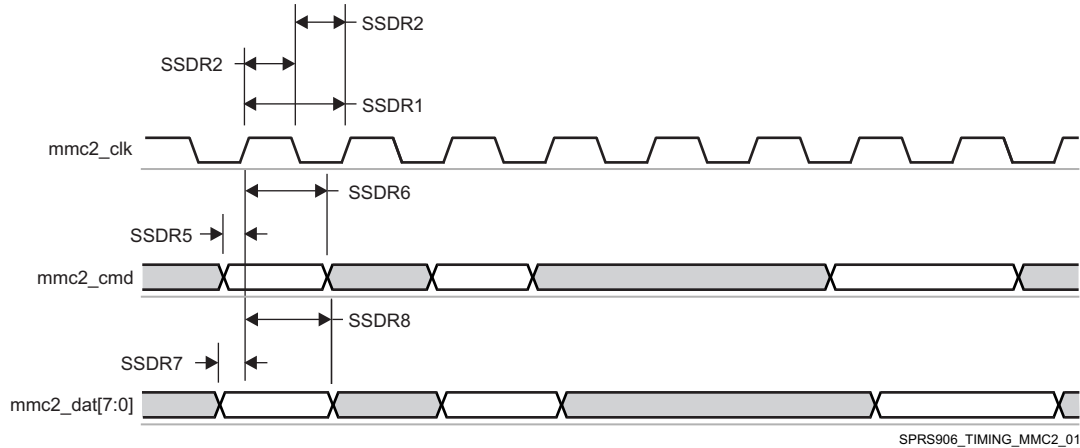 SSDR2
SSDR2
SSDR1
mmc2_clk
SSDR6
SSDR5
mmc2_cmd
SSDR8
SSDR7
mmc2_dat[7:0]
SPRS906_TIMING_MMC2_01